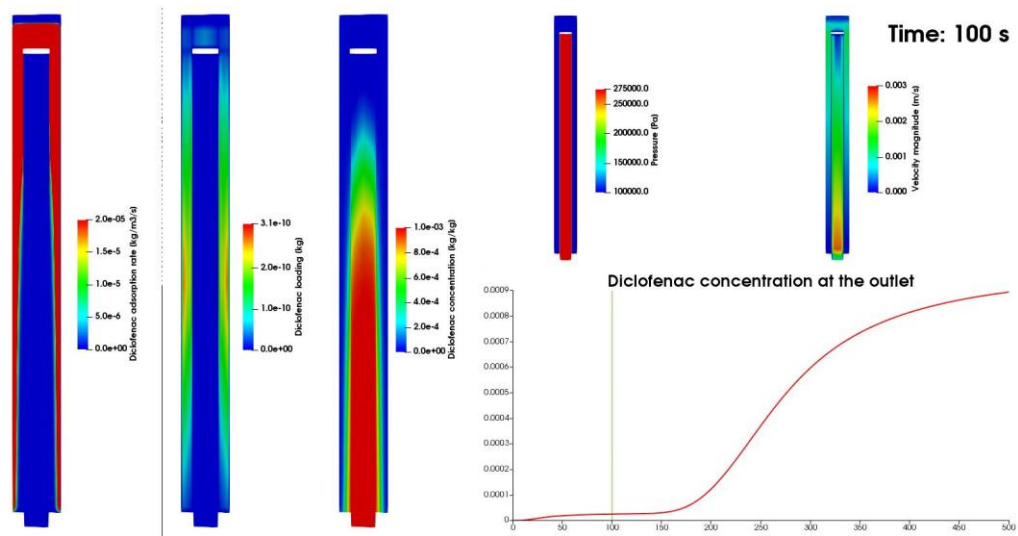 Time: 100 s
2.0e-05
1.5e-5
1.0e-5
5.0e-6
0.0e+00
Diclofenac adsorption rate (kg/m3/s)
3.1e-10
2.0e-10
1.0e-10
0.0e+00
Diclofenac loading (kg)
1.0e-03
8.0e-4
6.0e-4
4.0e-4
2.0e-4
0.0e+00
Diclofenac concentration (kg/kg)
275000.0
250000.0
200000.0
150000.0
100000.0
Pressure (Pa)
0.003
0.002
0.001
0.000
Velocity magnitude (m/s)
Diclofenac concentration at the outlet
0.0009
0.0008
0.0007
0.0006
0.0005
0.0004
0.0003
0.0002
0.0001
0
0 50 100 150 200 250 300 350 400 450 500